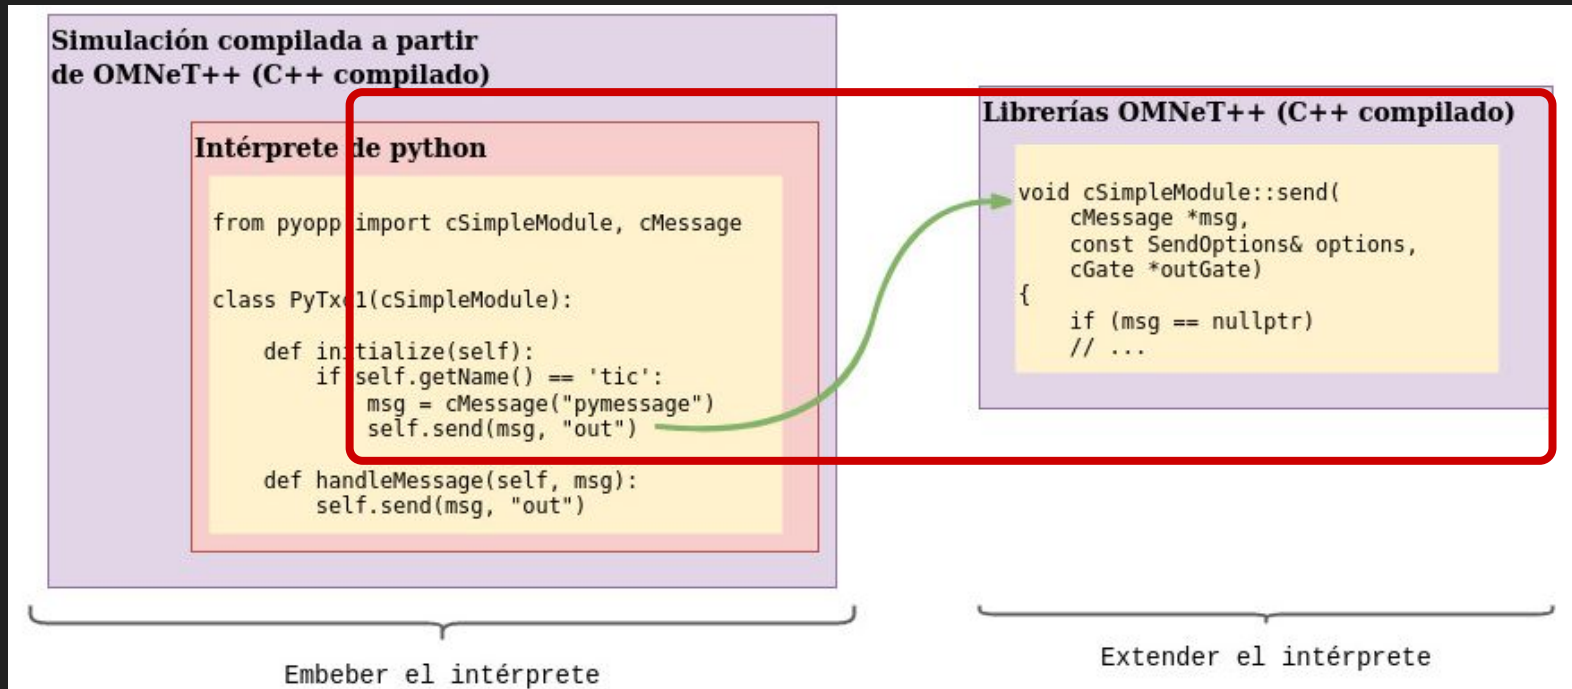 Simulación compilada a partir
de OMNeT++ (C++ compilado)
Intérprete de python
from pyopp import cSimpleModule, cMessage
class PyTxc1(cSimpleModule):
    def initialize(self):
        if self.getName() == 'tic':
            msg = cMessage("pymessage")
            self.send(msg, "out")
    def handleMessage(self, msg):
        self.send(msg, "out")
Embeber el intérprete
Librerías OMNeT++ (C++ compilado)
void cSimpleModule::send(
    cMessage *msg,
    const SendOptions& options,
    cGate *outGate)
{
    if (msg == nullptr)
    // ...
Extender el intérprete